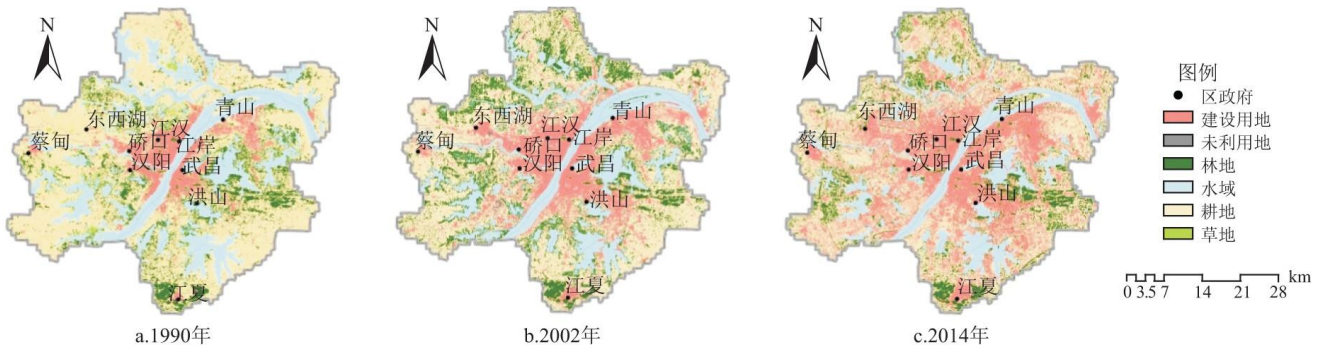 N
东西湖
青山
江汉
蔡甸
硚口
江岸
汉阳
武昌
洪山
江夏
a.1990年
N
东西湖
青山
江汉
蔡甸
硚口
江岸
汉阳
武昌
洪山
江夏
b.2002年
N
东西湖
青山
江汉
蔡甸
硚口
江岸
汉阳
武昌
洪山
江夏
c.2014年
图例
区政府
建设用地
未利用地
林地
水域
耕地
草地
km
0 3.5 7 14 21 28